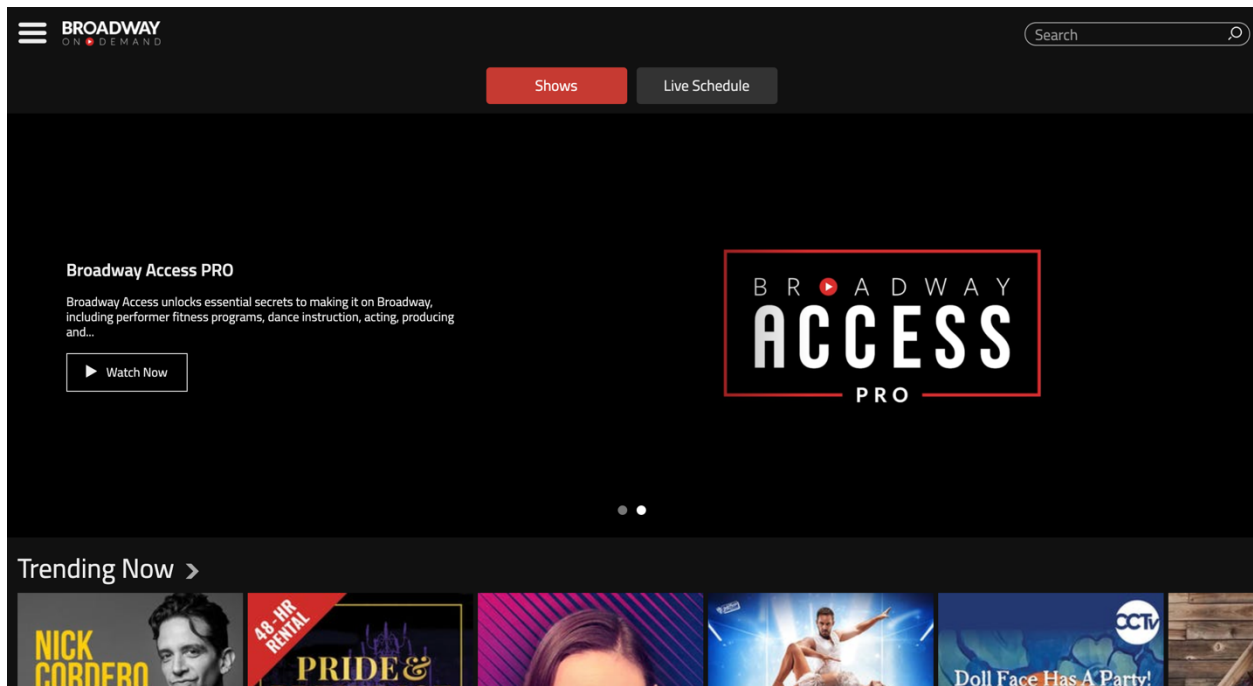 BROADWAY
ON DEMAND
Search
Shows
Live Schedule
Broadway Access PRO
Broadway Access unlocks essential secrets to making it on Broadway,
including performer fitness programs, dance instruction, acting, producing
and...
Watch Now
BROADWAY
ACCESS
PRO
Trending Now
NICK
CORDERO
48-HR
RENTAL
PRIDE &
CCTv
Doll Face Has A Party!